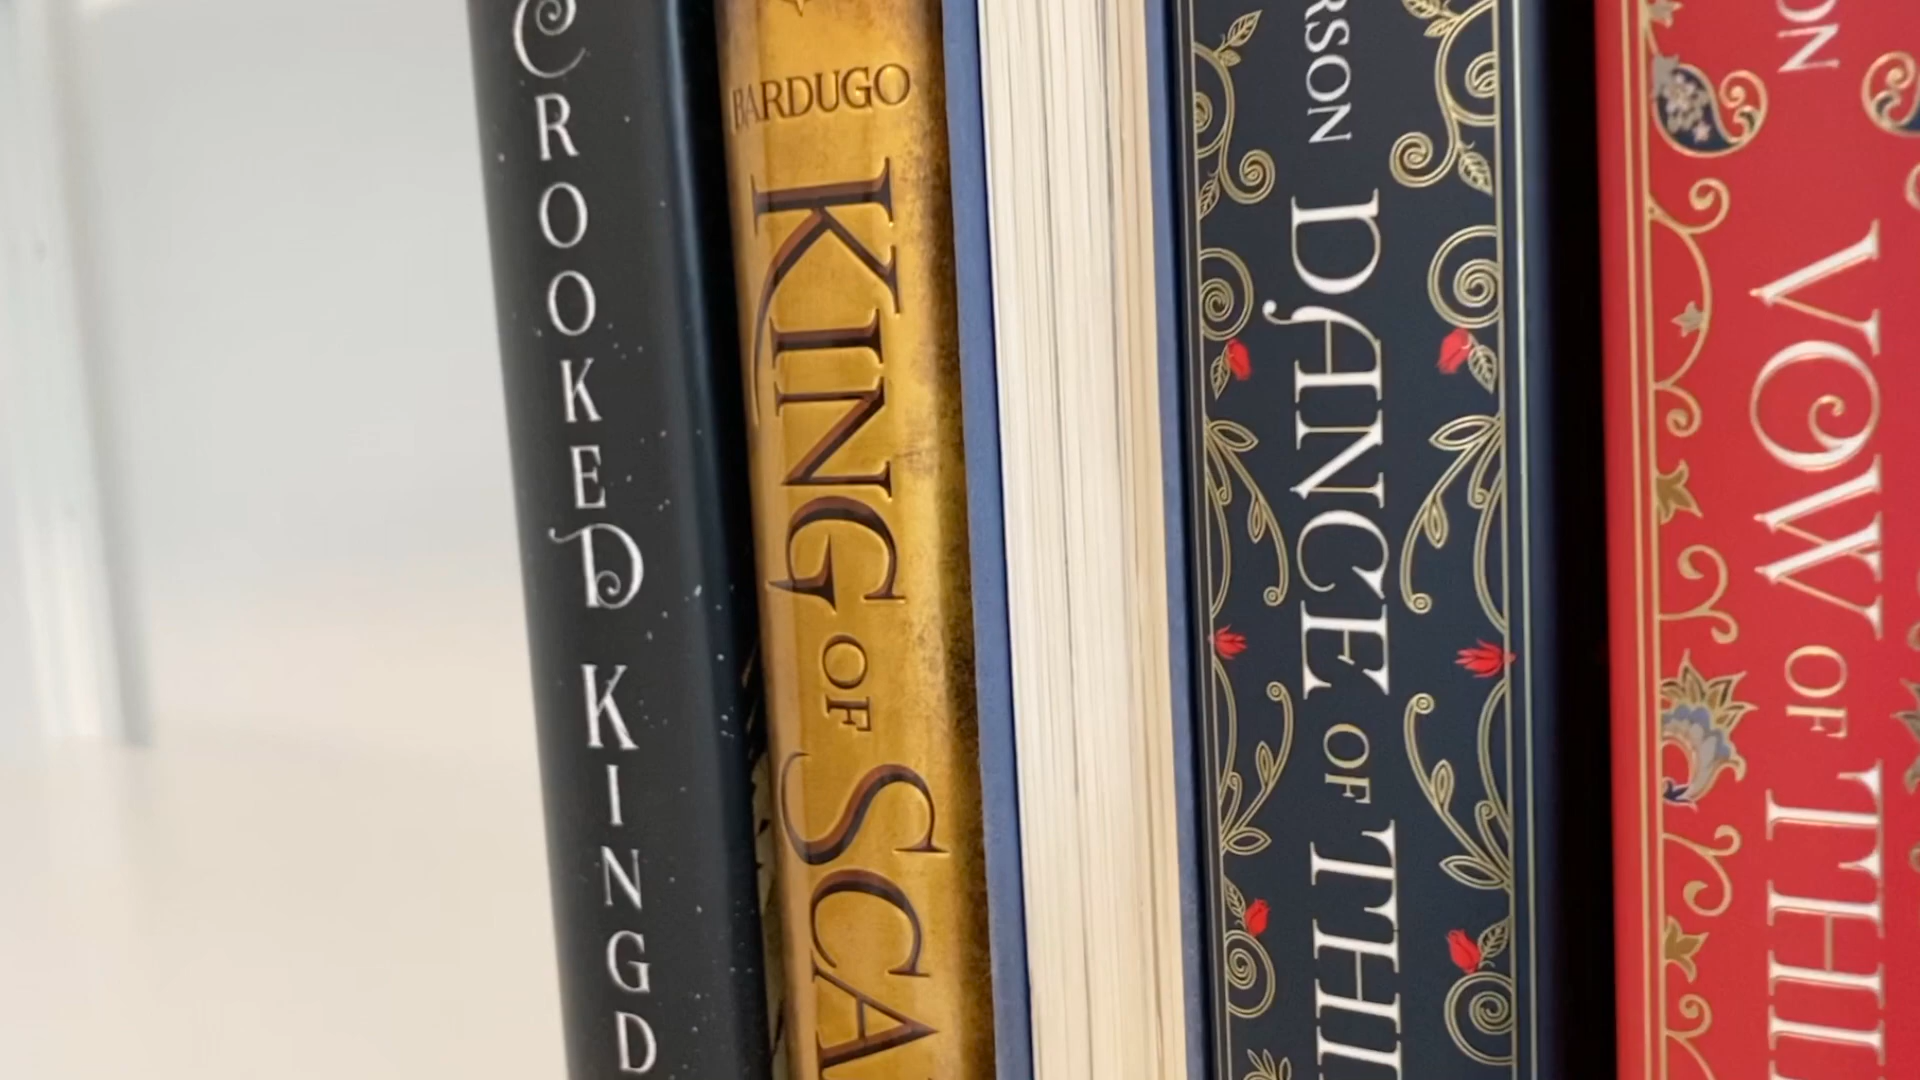 CROOKED KINGD
BARDUGO
KING OF SCA
RSON
DANCE OF THI
ON
VOW OF THI